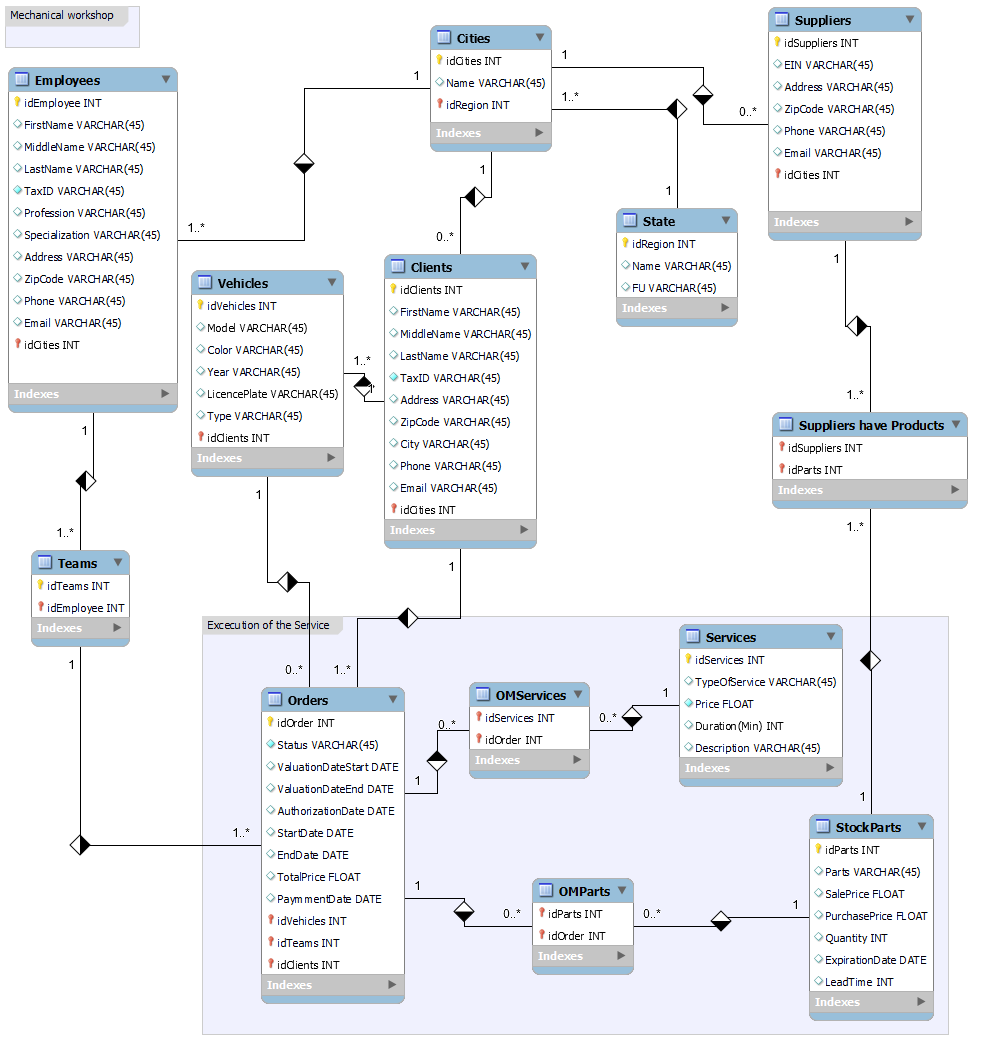 Mechanical workshop
Employees
idEmployee INT
FirstName VARCHAR(45)
MiddleName VARCHAR(45)
LastName VARCHAR(45)
TaxID VARCHAR(45)
Profession VARCHAR(45)
Specialization VARCHAR(45)
Address VARCHAR(45)
ZipCode VARCHAR(45)
Phone VARCHAR(45)
Email VARCHAR(45)
idCities INT
Indexes
1
1..*
Cities
idCities INT
Name VARCHAR(45)
idRegion INT
Indexes
1
0..*
1..*
1
Suppliers
idSuppliers INT
EIN VARCHAR(45)
Address VARCHAR(45)
ZipCode VARCHAR(45)
Phone VARCHAR(45)
Email VARCHAR(45)
idCities INT
Indexes
State
idRegion INT
Name VARCHAR(45)
FU VARCHAR(45)
Indexes
1
0..*
Vehicles
idVehicles INT
Model VARCHAR(45)
Color VARCHAR(45)
Year VARCHAR(45)
LicencePlate VARCHAR(45)
Type VARCHAR(45)
idClients INT
Indexes
1..*
1
Clients
idClients INT
FirstName VARCHAR(45)
MiddleName VARCHAR(45)
LastName VARCHAR(45)
TaxID VARCHAR(45)
Address VARCHAR(45)
ZipCode VARCHAR(45)
City VARCHAR(45)
Phone VARCHAR(45)
Email VARCHAR(45)
idCities INT
Indexes
1
1..*
Suppliers have Products
idSuppliers INT
idParts INT
Indexes
1..*
1
1
1..*
Teams
idTeams INT
idEmployee INT
Indexes
1
1..*
1
0..*
1
1..*
Excecution of the Service
Orders
idOrder INT
Status VARCHAR(45)
ValuationDateStart DATE
ValuationDateEnd DATE
AuthorizationDate DATE
StartDate DATE
EndDate DATE
TotalPrice FLOAT
PaymmentDate DATE
idVehicles INT
idTeams INT
idClients INT
Indexes
1
0..*
OMServices
idServices INT
idOrder INT
Indexes
0..*
1
Services
idServices INT
TypeOfService VARCHAR(45)
Price FLOAT
Duration(Min) INT
Description VARCHAR(45)
Indexes
1
0..*
OMParts
idParts INT
idOrder INT
Indexes
0..*
1
StockParts
idParts INT
Parts VARCHAR(45)
SalePrice FLOAT
PurchasePrice FLOAT
Quantity INT
ExpirationDate DATE
LeadTime INT
Indexes